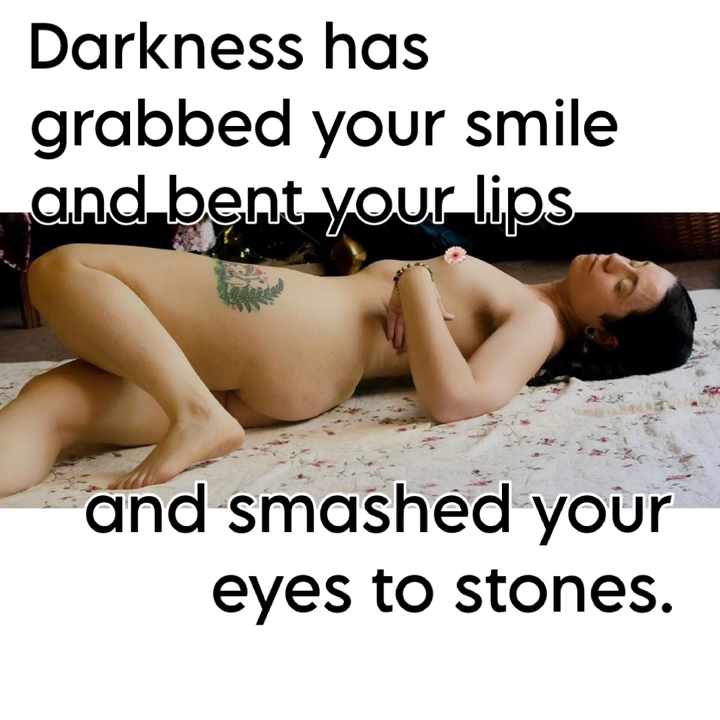 Darkness has
grabbed your smile
and bent your lips
and smashed your
eyes to stones.